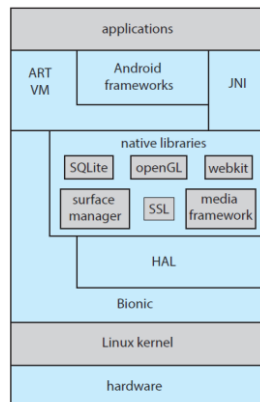 applications
ART
VM
Android
frameworks
JNI
native libraries
SQLite
openGL
webkit
surface
manager
SSL
media
framework
HAL
Bionic
Linux kernel
hardware